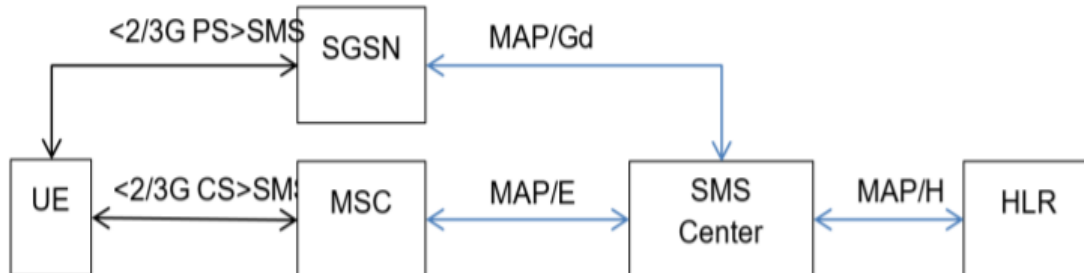 <2/3G PS>SMS
SGSN
MAP/Gd
UE
<2/3G CS>SMS
MSC
MAP/E
SMS
Center
MAP/H
HLR